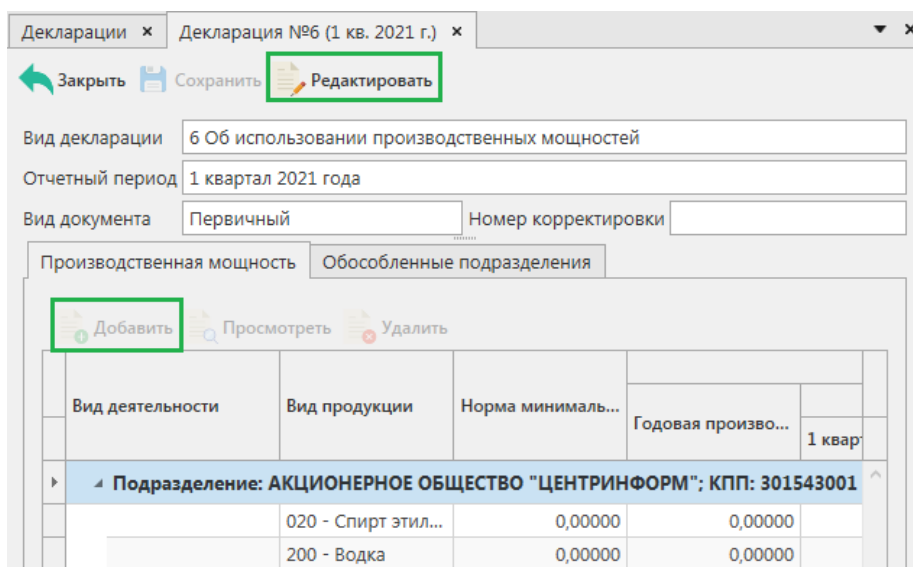 Декларации × Декларация №6 (1 кв. 2021 г.) ×
Закрыть Сохранить Редактировать
Вид декларации 6 Об использовании производственных мощностей
Отчетный период 1 квартал 2021 года
Вид документа Первичный Номер корректировки
Производственная мощность Обособленные подразделения
Добавить Просмотреть Удалить
Вид деятельности Вид продукции Норма минималь... Годовая произво...
1 кварт
Подразделение: АКЦИОНЕРНОЕ ОБЩЕСТВО "ЦЕНТРИНФОРМ"; КПП: 301543001
020 - Спирт этил... 0,00000 0,00000
200 - Водка 0,00000 0,00000